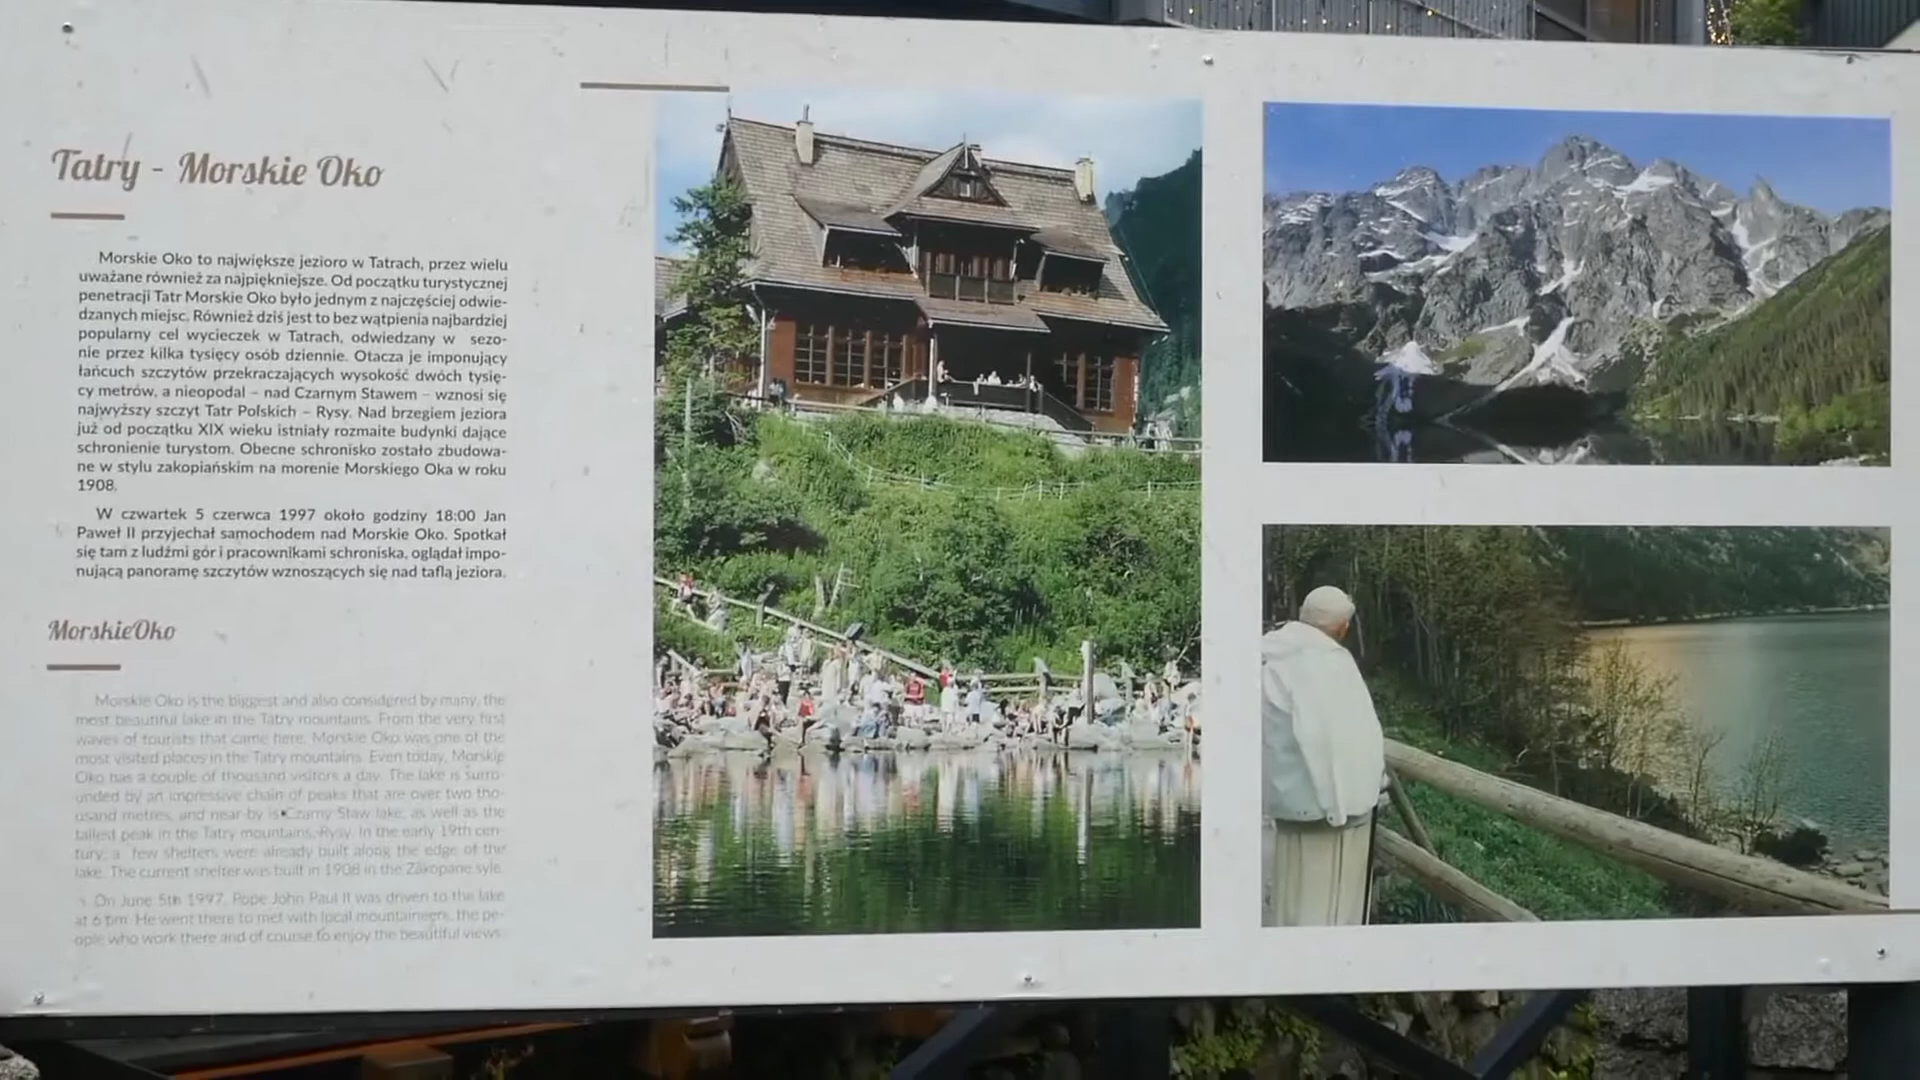 Tatry - Morskie Oko
Morskie Oko to największe jezioro w Tatrach, przez wielu
uważane również za najpiękniejsze. Od początku turystycznej
penetracji Tatr Morskie Oko było jednym z najczęściej odwie-
dzanych miejsc. Również dziś jest to bez wątpienia najbardziej
popularny cel wycieczek w Tatrach, odwiedzany w sezo-
nie przez kilka tysięcy osób dziennie. Otacza je imponujący
łańcuch szczytów przekraczających wysokość dwóch tysię-
cy metrów, a nieopodal – nad Czarnym Stawem – wznosi się
najwyższy szczyt Tatr Polskich – Rysy. Nad brzegiem jeziora
już od początku XIX wieku istniały rozmaite budynki dające
schronienie turystom. Obecne schronisko zostało zbudowa-
ne w stylu zakopiańskim na morenie Morskiego Oka w roku
1908.
W czwartek 5 czerwca 1997 około godziny 18:00 Jan
Paweł II przyjechał samochodem nad Morskie Oko. Spotkał
się tam z ludźmi gór i pracownikami schroniska, oglądał impo-
nującą panoramę szczytów wznoszących się nad taflą jeziora.
MorskieOko
Morskie Oko is the biggest and also considered by many, the
most beautiful lake in the Tatry mountains. From the very first
waves of tourists that came here, Morskie Oko was one of the
most visited places in the Tatry mountains. Even today, Morskie
Oko has a couple of thousand visitors a day. The lake is surro-
unded by an impressive chain of peaks that are over two tho-
usand metres, and near by is Czarny Staw lake, as well as the
tallest peak in the Tatry mountains, Rysy. In the early 19th cen-
tury, a few shelters were already built along the edge of the
lake. The current shelter was built in 1908 in the Zakopane syle.
On June 5th 1997, Pope John Paul II was driven to the lake
at 6 pm. He went there to met with local mountaineers, the pe-
ople who work there and of course to enjoy the beautiful views.